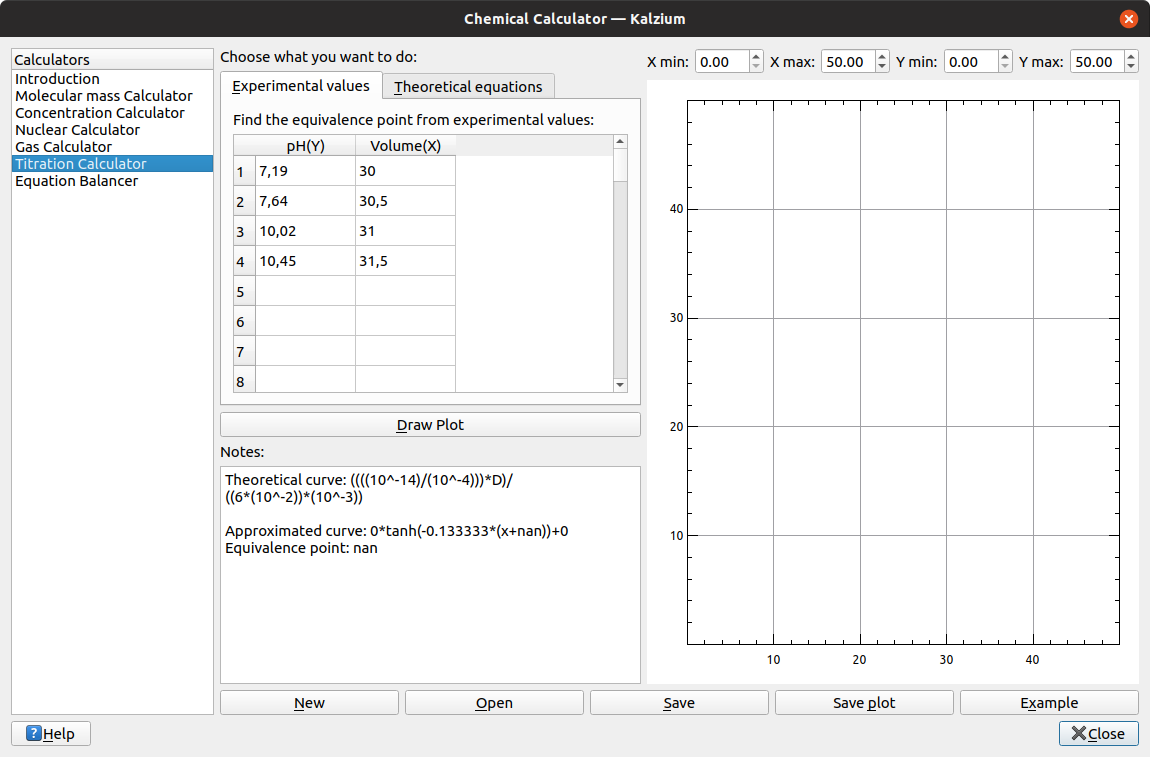 Chemical Calculator — Kalzium
Calculators
Introduction
Molecular mass Calculator
Concentration Calculator
Nuclear Calculator
Gas Calculator
Titration Calculator
Equation Balancer
Choose what you want to do:
Experimental values
Theoretical equations
Find the equivalence point from experimental values:
pH(Y) Volume(X)
1 7,19 30
2 7,64 30,5
3 10,02 31
4 10,45 31,5
5
6
7
8
Draw Plot
Notes:
Theoretical curve: ((((10^-14)/(10^-4)))*D)/
((6*(10^-2))*(10^-3))
Approximated curve: 0*tanh(-0.133333*(x+nan))+0
Equivalence point: nan
X min: 0.00 X max: 50.00 Y min: 0.00 Y max: 50.00
40
30
20
10
10 20 30 40
New Open Save Save plot Example
? Help
Close